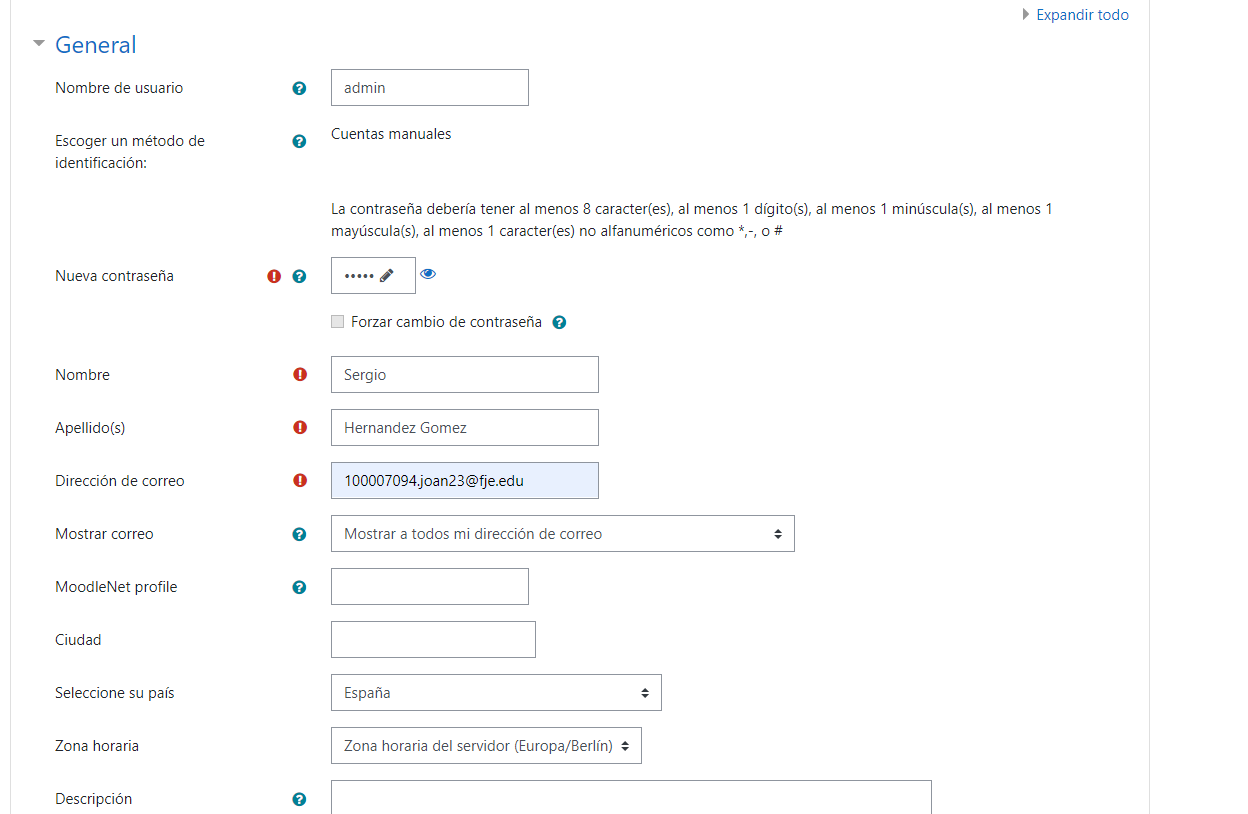 Expandir todo
General
Nombre de usuario
admin
Escoger un método de
identificación:
Cuentas manuales
La contraseña debería tener al menos 8 caracter(es), al menos 1 dígito(s), al menos 1 minúscula(s), al menos 1
mayúscula(s), al menos 1 caracter(es) no alfanuméricos como *,-, o #
Nueva contraseña
•••••
Forzar cambio de contraseña
Nombre
Sergio
Apellido(s)
Hernandez Gomez
Dirección de correo
100007094.joan23@fje.edu
Mostrar correo
Mostrar a todos mi dirección de correo
MoodleNet profile
Ciudad
Seleccione su país
España
Zona horaria
Zona horaria del servidor (Europa/Berlín)
Descripción